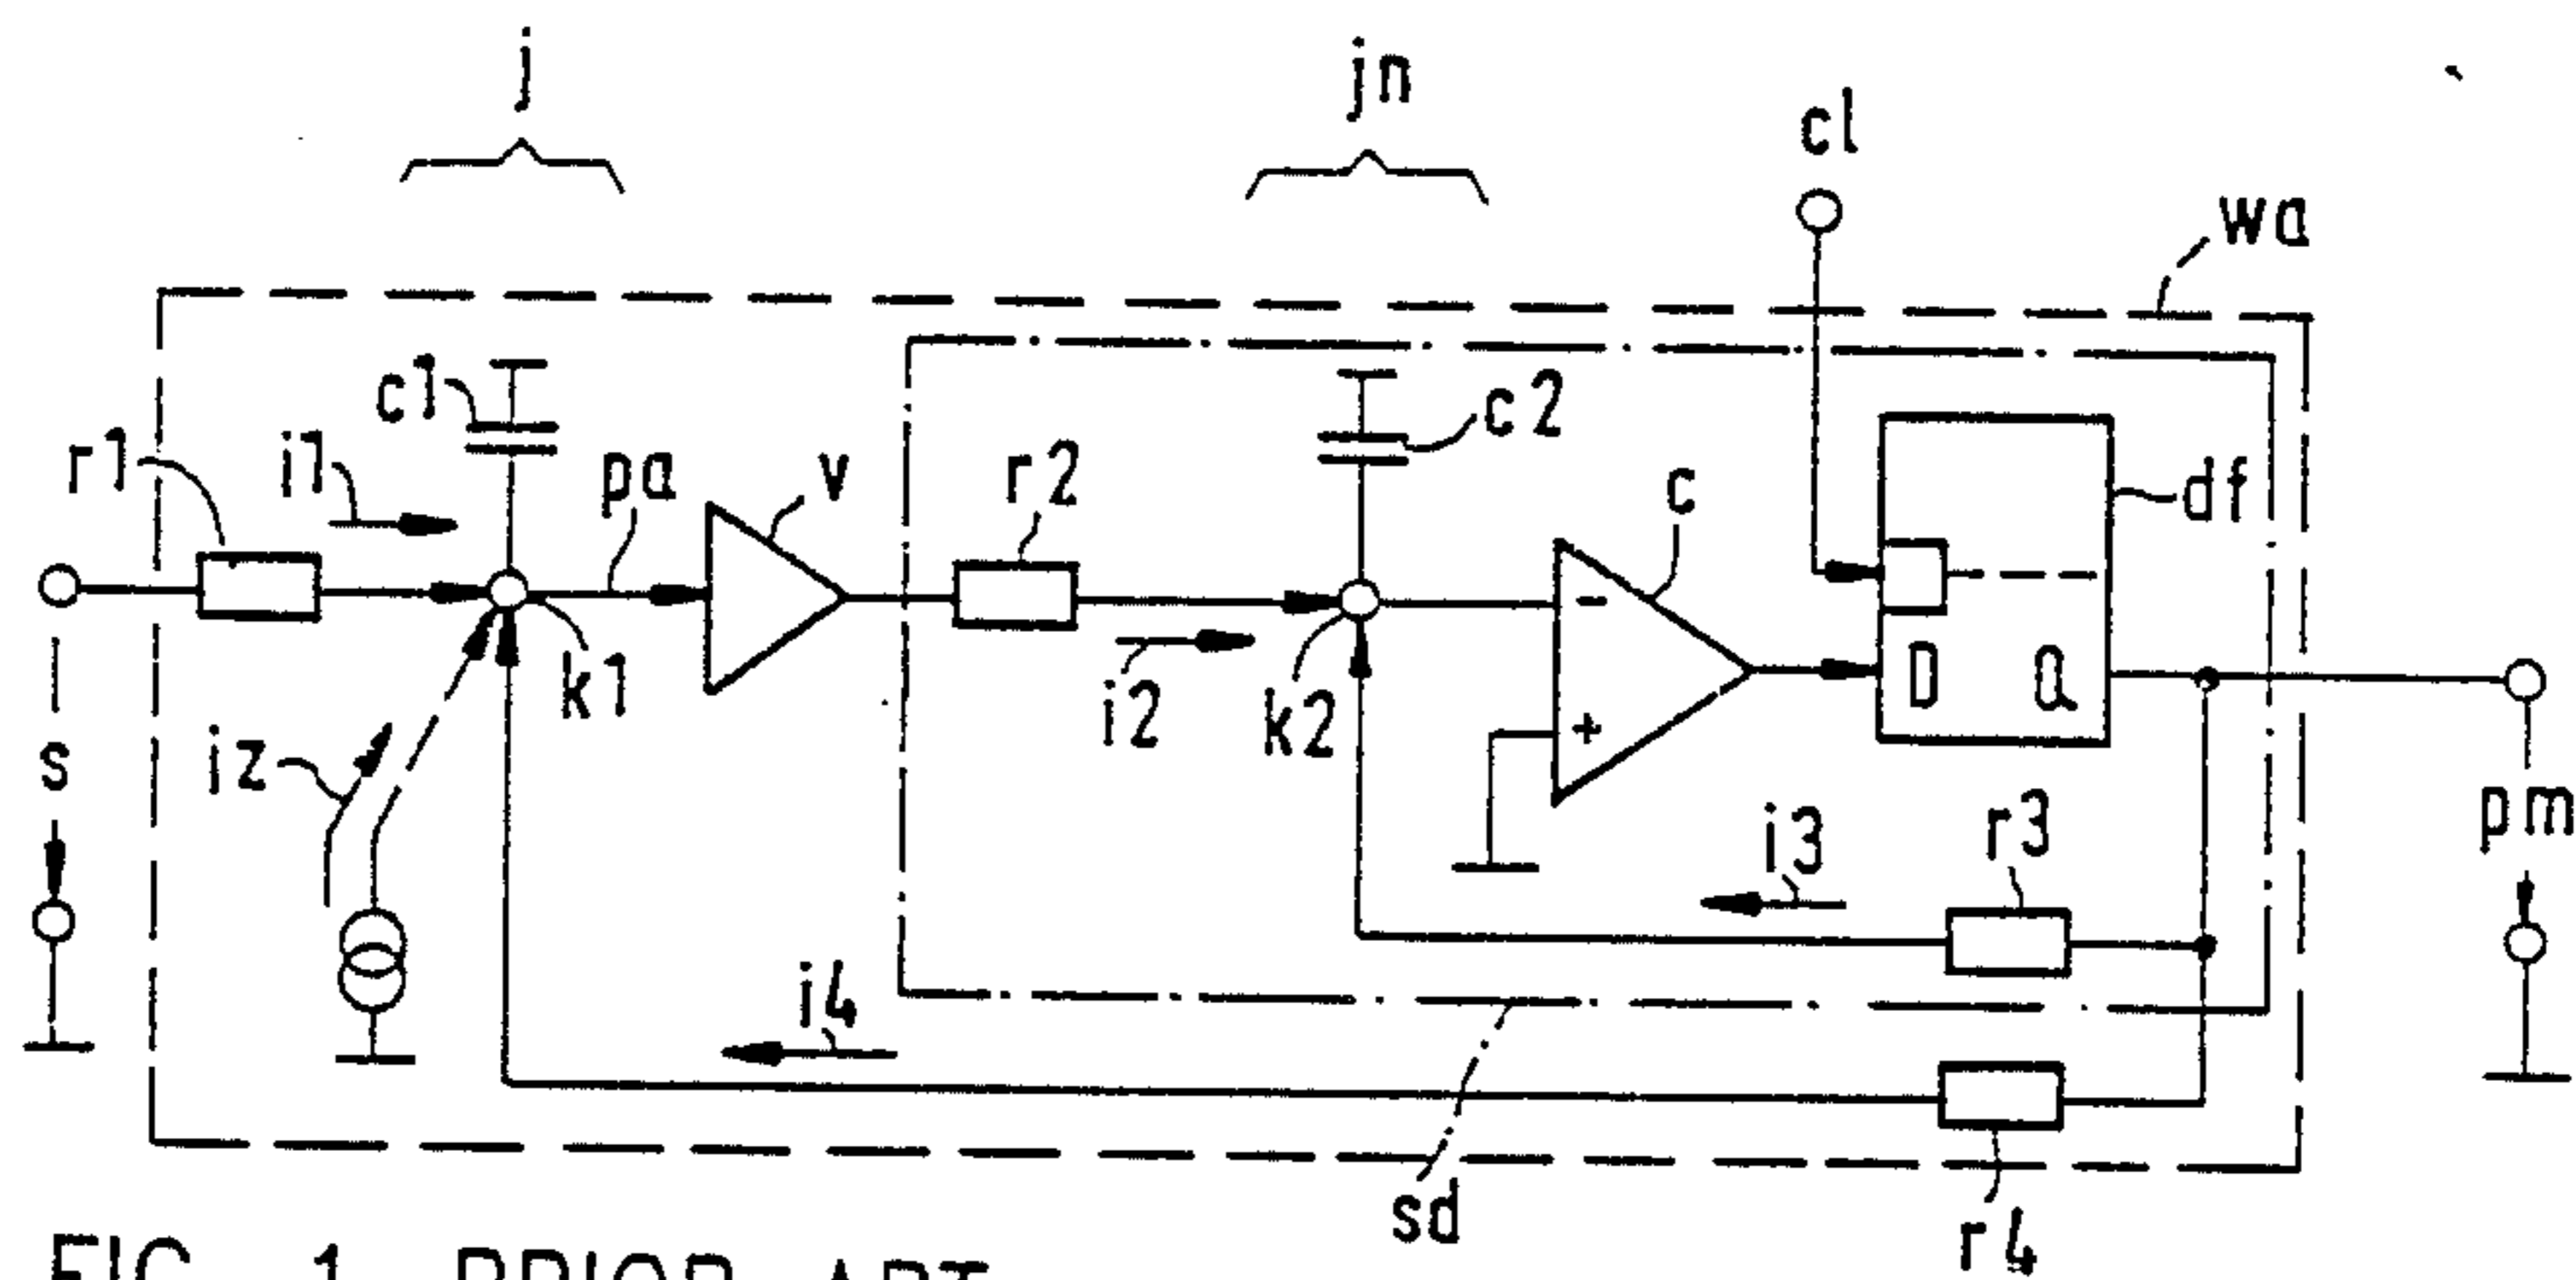 j
jn
cl
wa
c1
c2
r1
i1
pa
v
r2
c
df
-
i2
k1
k2
+
D Q
iz
s
i3
r3
pm
i4
sd
r4
FIG. 1 PRIOR ART